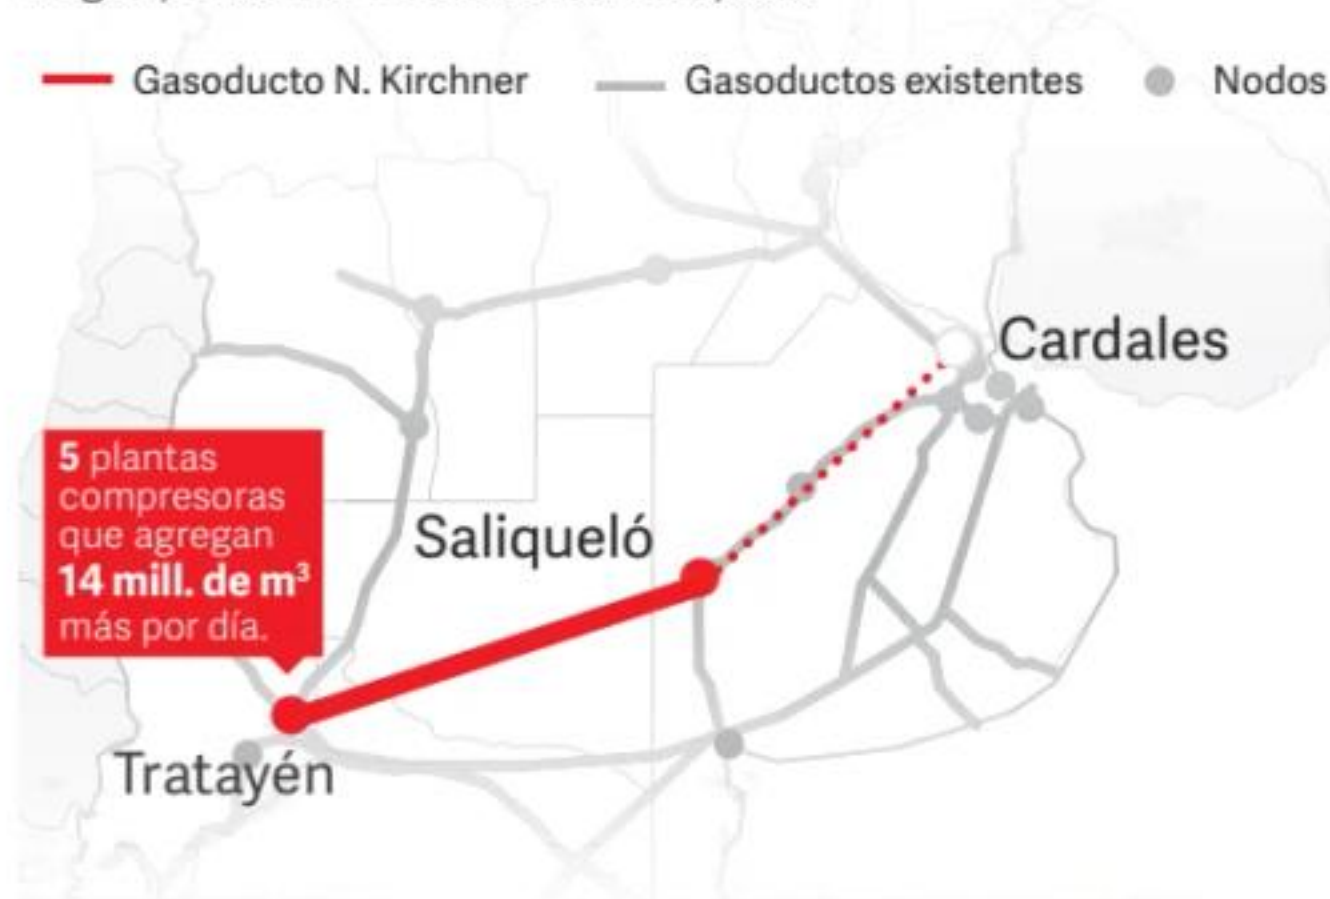 Gasoducto N. Kirchner
Gasoductos existentes
Nodos
Cardales
5 plantas
compresoras
que agregan
14 mill. de m³
más por día.
Saliqueló
Tratayén